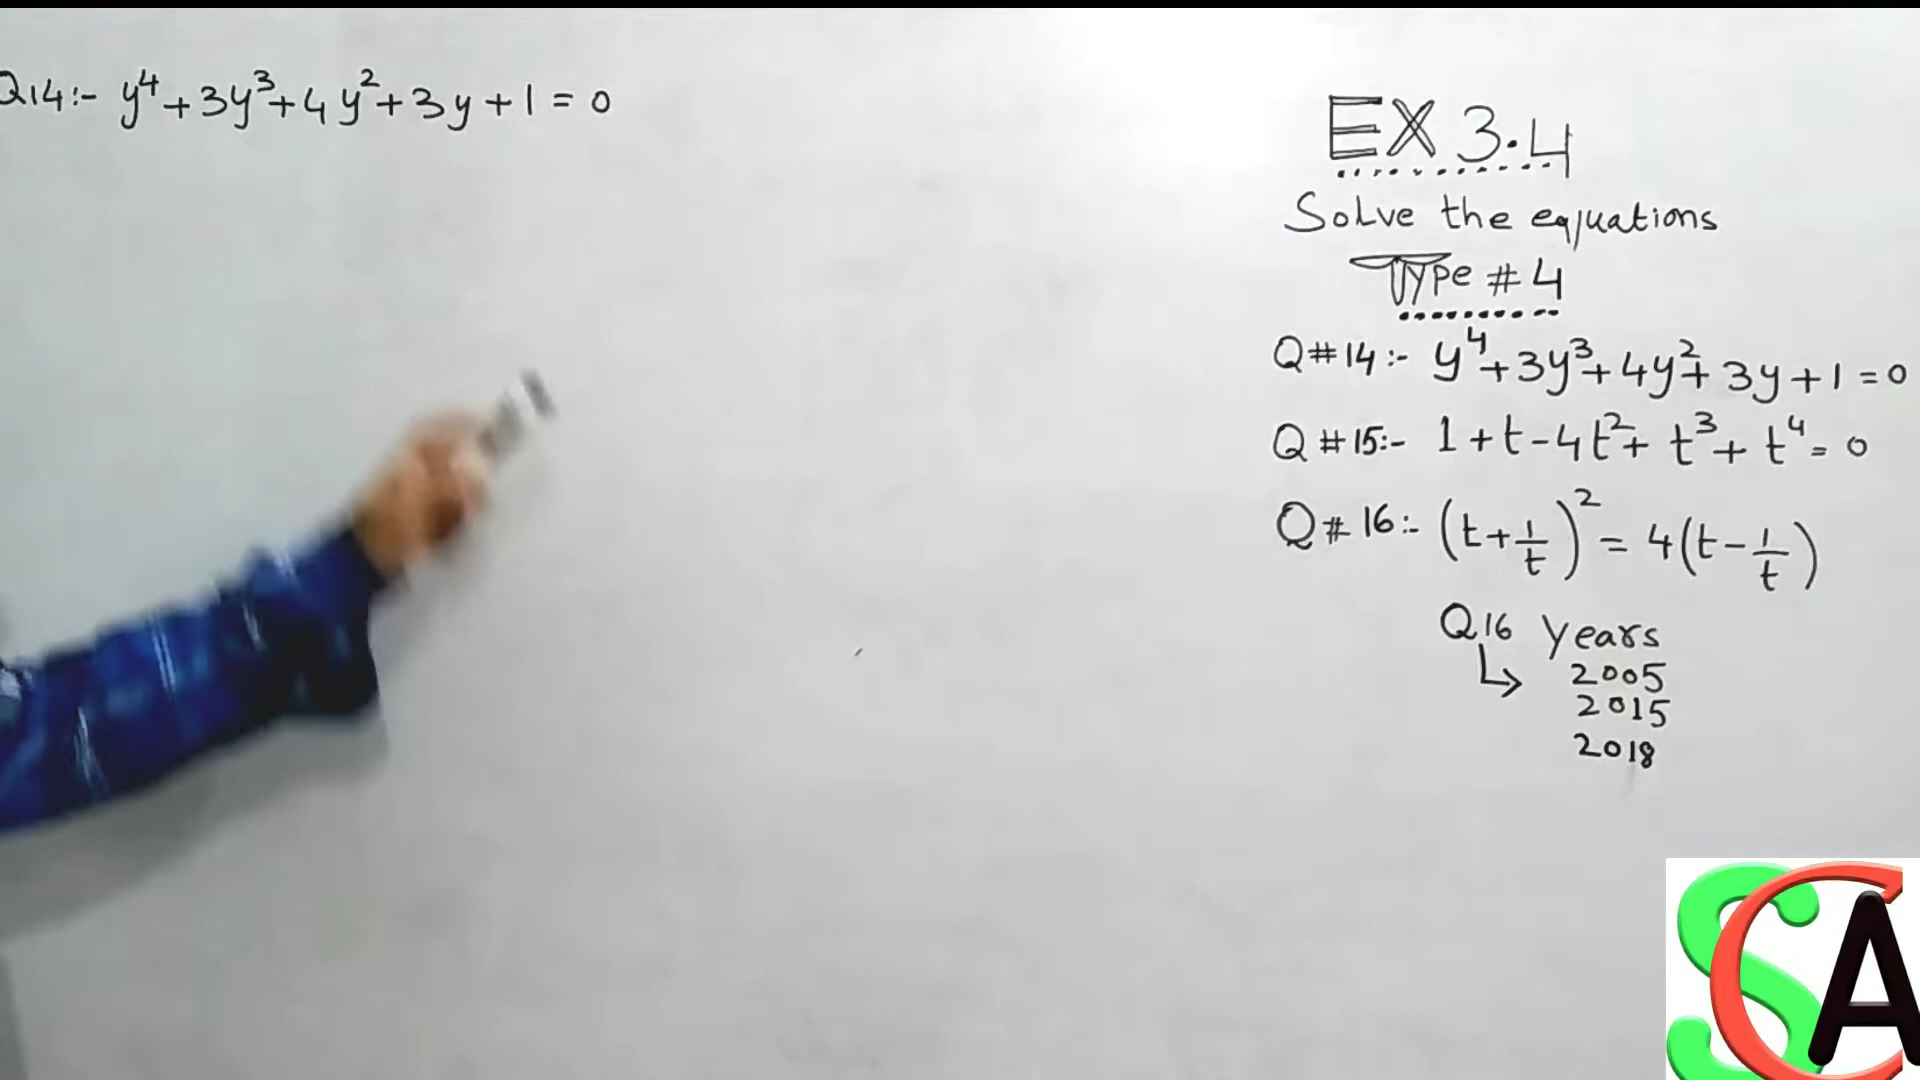 Q14:- y⁴+3y³+4y²+3y+1=0
EX 3.4
Solve the equations
Type #4
Q#14:- y⁴+3y³+4y²+3y+1=0
Q#15:- 1+t-4t²+t³+t⁴=0
Q#16:- (t+1/t)²=4(t-1/t)
Q16 Years
↳ 2005
2015
2018
SCA